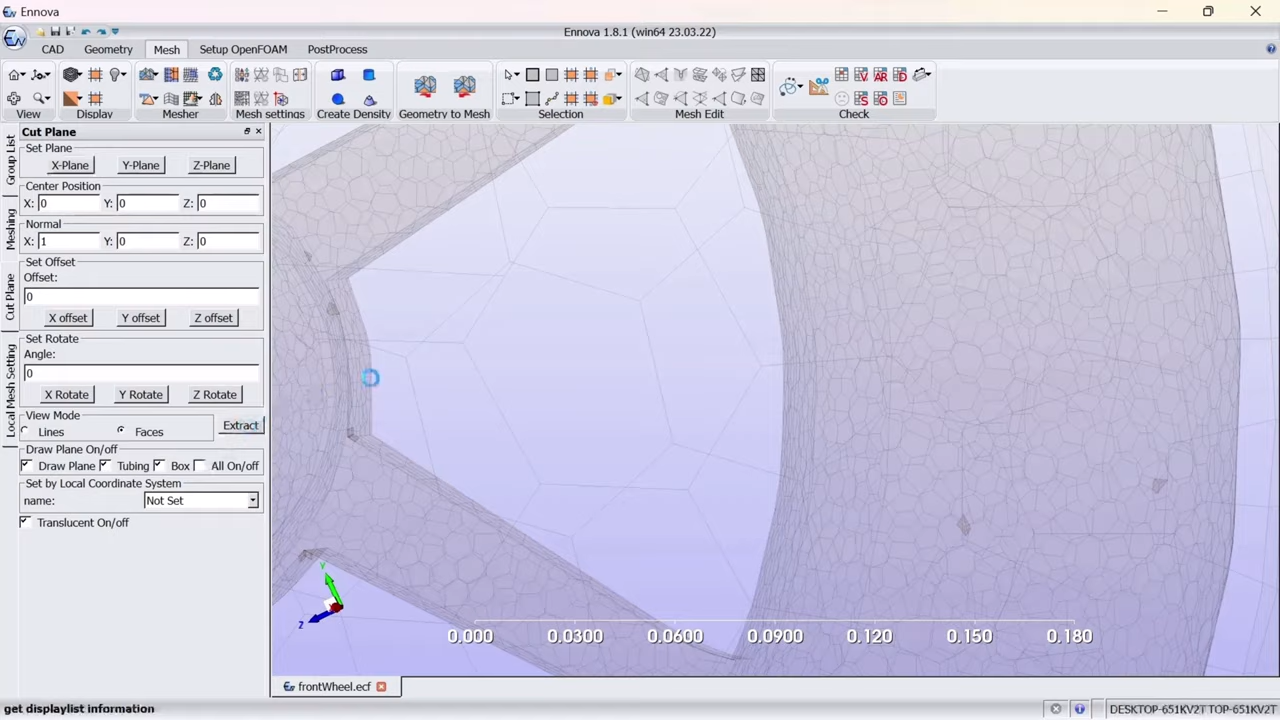 Ennova
Ennova 1.8.1 (win64 23.03.22)
CAD Geometry Mesh Setup OpenFOAM PostProcess
View Display Mesher Mesh settings Create Density Geometry to Mesh Selection Mesh Edit Check
Cut Plane
Group List
Meshing
Cut Plane
Local Mesh Setting
Set Plane
X-Plane Y-Plane Z-Plane
Center Position
X: 0 Y: 0 Z: 0
Normal
X: 1 Y: 0 Z: 0
Set Offset
Offset:
0
X offset Y offset Z offset
Set Rotate
Angle:
0
X Rotate Y Rotate Z Rotate
View Mode
Lines Faces Extract
Draw Plane On/off
Draw Plane Tubing Box All On/off
Set by Local Coordinate System
name: Not Set
Translucent On/off
Y
Z
0.000 0.0300 0.0600 0.0900 0.120 0.150 0.180
frontWheel.ecf
get displaylist information
DESKTOP-651KV2T TOP-651KV2T